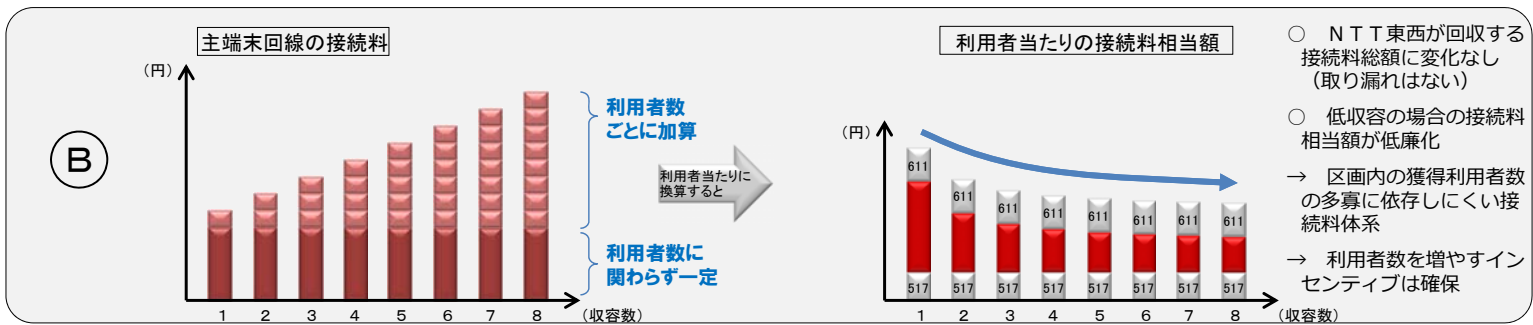 B
主端末回線の接続料
(円)
利用者数
ごとに加算
利用者数に
関わらず一定
1 2 3 4 5 6 7 8 (収容数)
利用者当たりに
換算すると
利用者当たりの接続料相当額
(円)
611 611 611 611 611 611 611 611
517 517 517 517 517 517 517 517
1 2 3 4 5 6 7 8 (収容数)
○ ＮＴＴ東西が回収する
接続料総額に変化なし
（取り漏れはない）
○ 低収容の場合の接続料
相当額が低廉化
→ 区画内の獲得利用者数
の多寡に依存しにくい接
続料体系
→ 利用者数を増やすイン
センティブは確保